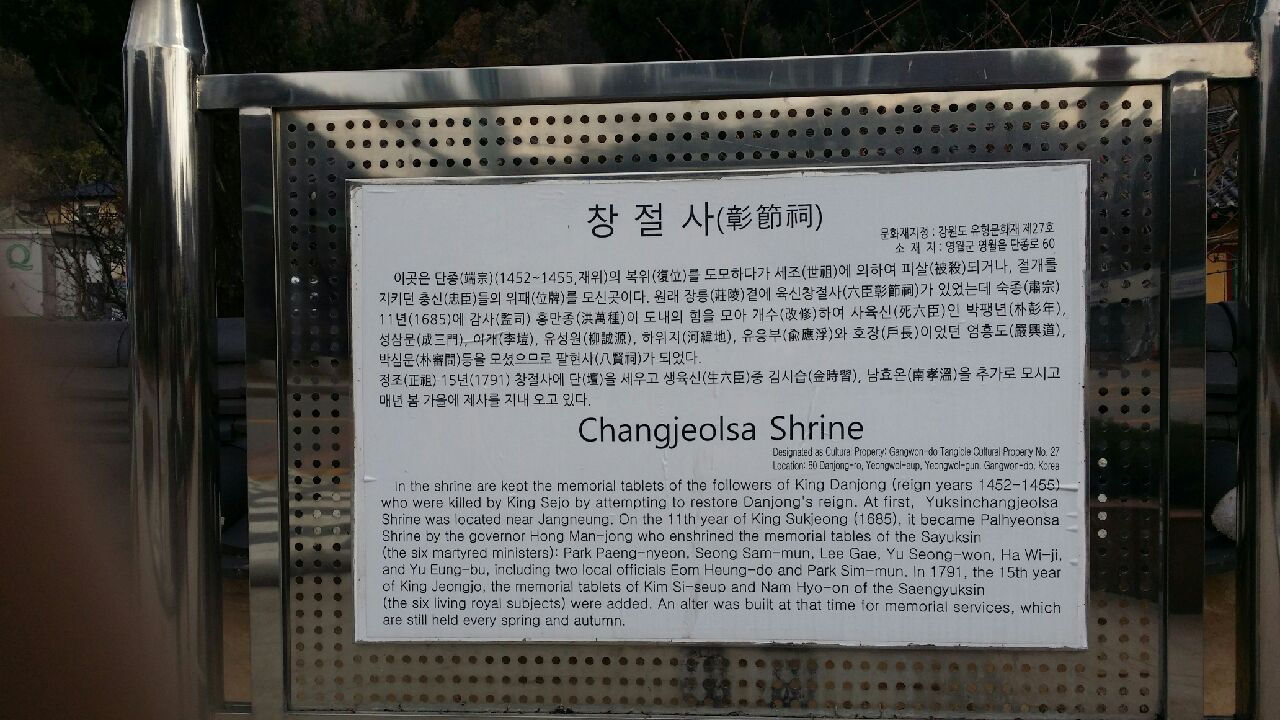 창 절 사(彰節祠)
문화재지정 : 강원도 유형문화재 제27호
소 재 지 : 영월군 영월읍 단종로 60
이곳은 단종(端宗)(1452~1455,재위)의 복위(復位)를 도모하다가 세조(世祖)에 의하여 피살(被殺)되거나, 절개를
지키던 충신(忠臣)들의 위패(位牌)를 모신곳이다. 원래 장릉(莊陵)곁에 육신창절사(六臣彰節祠)가 있었는데 숙종(肅宗)
11년(1685)에 감사(監司) 홍만종(洪萬種)이 도내의 힘을 모아 개수(改修)하여 사육신(死六臣)인 박팽년(朴彭年),
성삼문(成三門), 이개(李塏), 유성원(柳誠源), 하위지(河緯地), 유응부(兪應浮)와 호장(戶長)이었던 엄흥도(嚴興道),
박심문(朴審問)등을 모셨으므로 팔현사(八賢祠)가 되었다.
정조(正祖) 15년(1791) 창절사에 단(壇)을 세우고 생육신(生六臣)중 김시습(金時習), 남효온(南孝溫)을 추가로 모시고
매년 봄 가을에 제사를 지내 오고 있다.
Changjeolsa Shrine
Designated as Cultural Property: Gangwon-do Tangible Cultural Property No. 27
Location: 60 Danjong-ro, Yeongwol-eup, Yeongwol-gun, Gangwon-do, Korea
In the shrine are kept the memorial tablets of the followers of King Danjong (reign years 1452-1455)
who were killed by King Sejo by attempting to restore Danjong's reign. At first, Yuksinchangjeolsa
Shrine was located near Jangneung. On the 11th year of King Sukjeong (1685), it became Palhyeonsa
Shrine by the governor Hong Man-jong who enshrined the memorial tables of the Sayuksin
(the six martyred ministers): Park Paeng-nyeon, Seong Sam-mun, Lee Gae, Yu Seong-won, Ha Wi-ji,
and Yu Eung-bu, including two local officials Eom Heung-do and Park Sim-mun. In 1791, the 15th year
of King Jeongjo, the memorial tablets of Kim Si-seup and Nam Hyo-on of the Saengyuksin
(the six living royal subjects) were added. An alter was built at that time for memorial services, which
are still held every spring and autumn.
Q